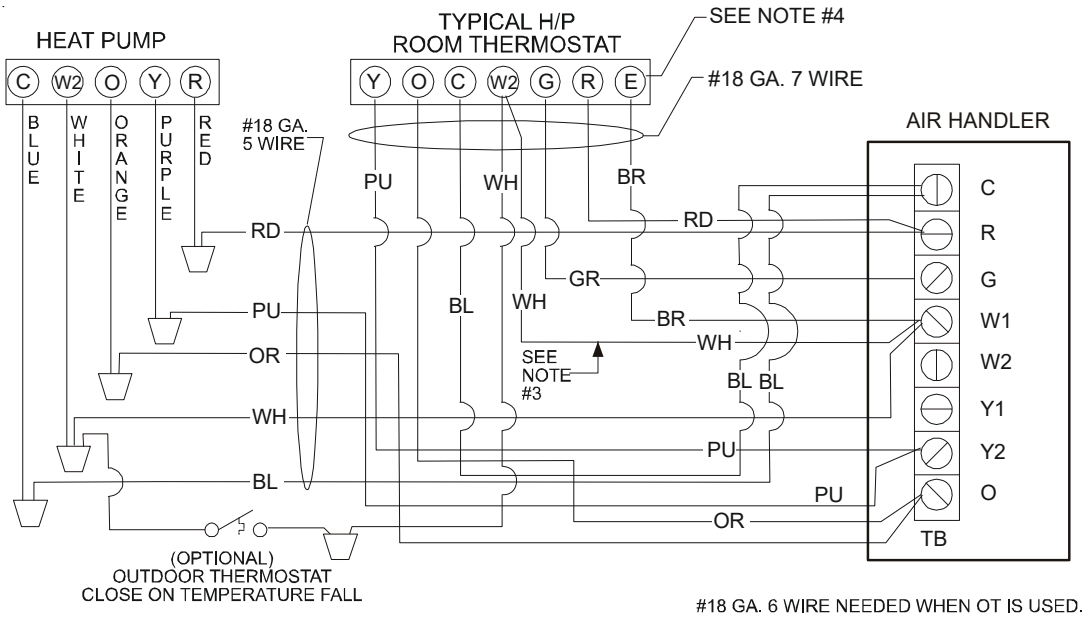 HEAT PUMP
C W2 O Y R
BLUE
WHITE
ORANGE
PURPLE
RED
#18 GA.
5 WIRE
TYPICAL H/P
ROOM THERMOSTAT
Y O C W2 G R E
SEE NOTE #4
#18 GA. 7 WIRE
AIR HANDLER
PU
WH
BR
C
RD
RD
R
GR
G
BL
WH
PU
BR
W1
WH
OR
SEE
NOTE
#3
W2
BL BL
WH
Y1
PU
Y2
BL
PU
O
OR
TB
(OPTIONAL)
OUTDOOR THERMOSTAT
CLOSE ON TEMPERATURE FALL
#18 GA. 6 WIRE NEEDED WHEN OT IS USED.